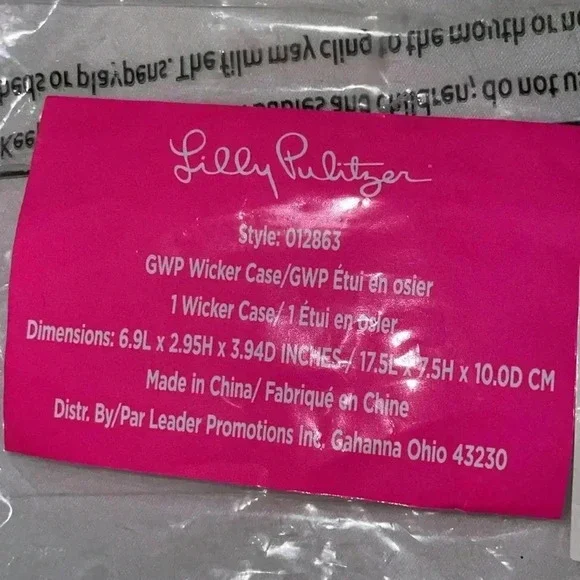 heds or playpens. The film may cling to the mouth or n
Kee
babies and children; do not u
Lilly Pulitzer
Style: 012863
GWP Wicker Case/GWP Étui en osier
1 Wicker Case/ 1 Étui en osier
Dimensions: 6.9L x 2.95H x 3.94D INCHES / 17.5L x 7.5H x 10.0D CM
Made in China/ Fabriqué en Chine
Distr. By/Par Leader Promotions Inc, Gahanna Ohio 43230